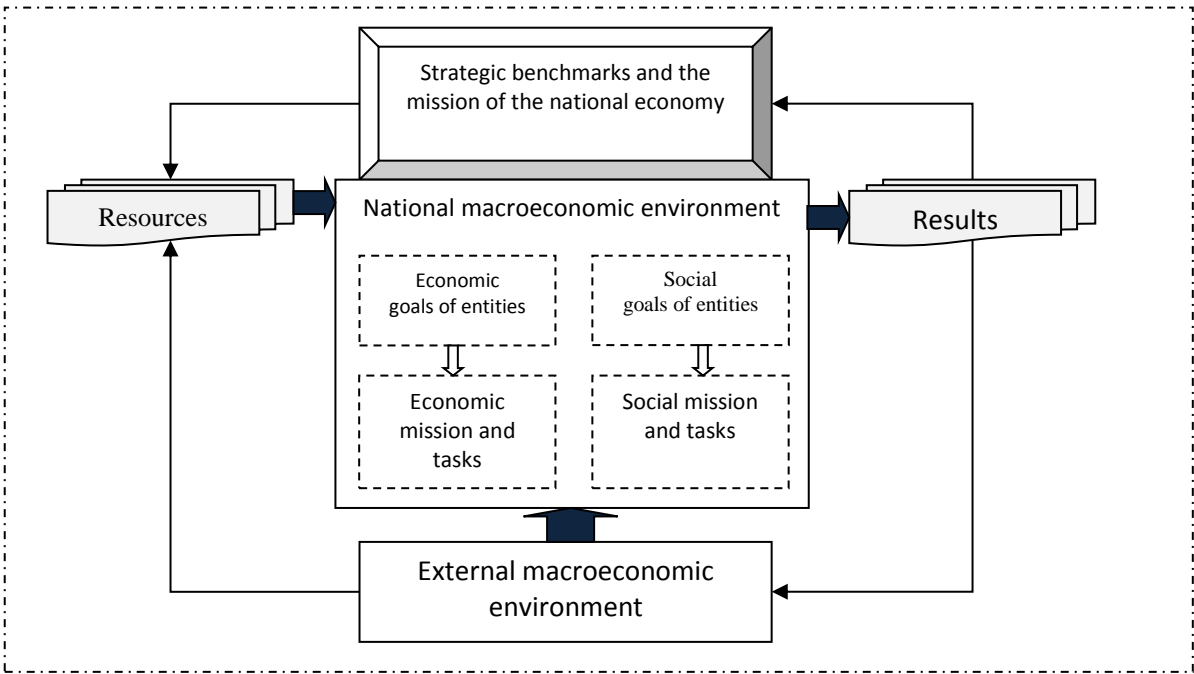 Strategic benchmarks and the
mission of the national economy
Resources
National macroeconomic environment
Results
Economic
goals of entities
Social
goals of entities
Economic
mission and
tasks
Social mission
and tasks
External macroeconomic
environment